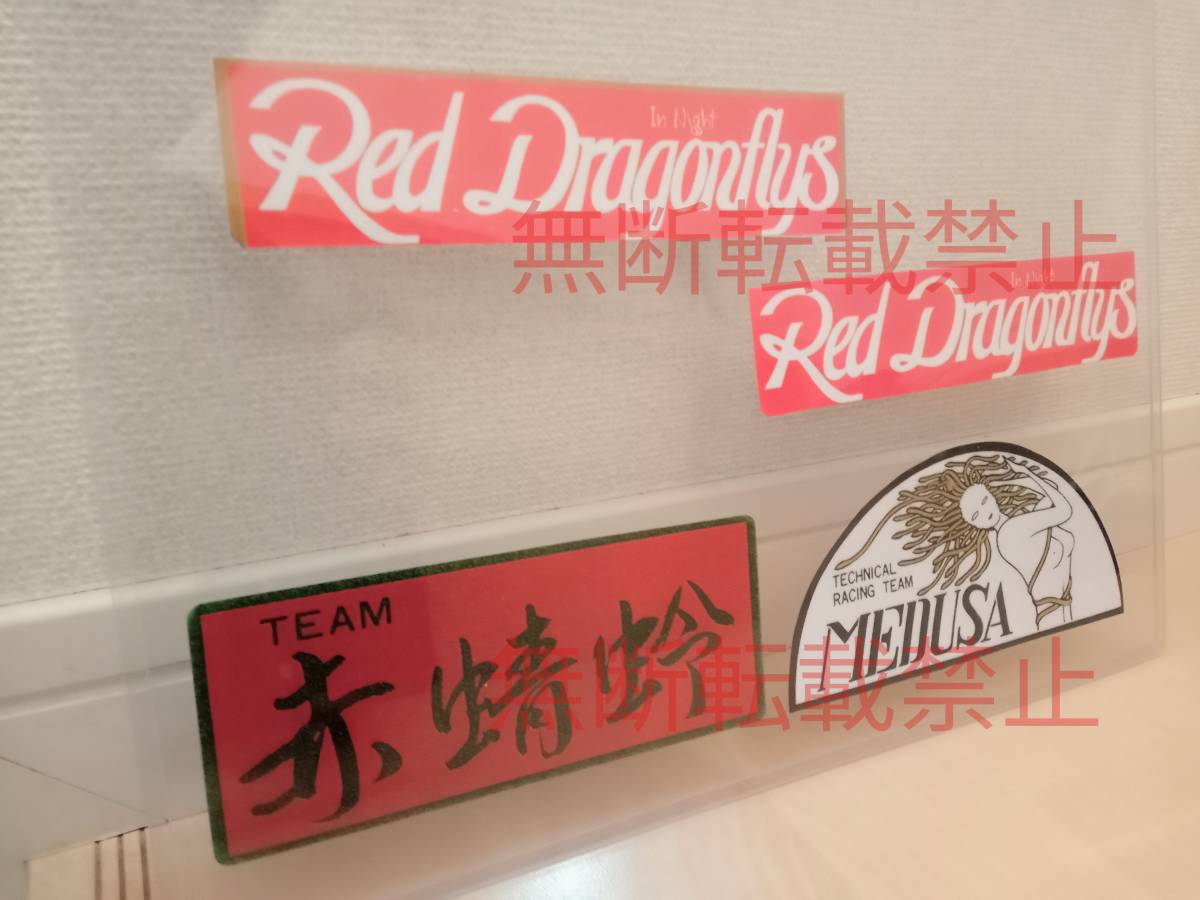 In Night
Red Dragonflys
無断転載禁止
In Night
Red Dragonflys
TEAM
赤蜻蛉
TECHNICAL
RACING TEAM
MEDUSA
無断転載禁止